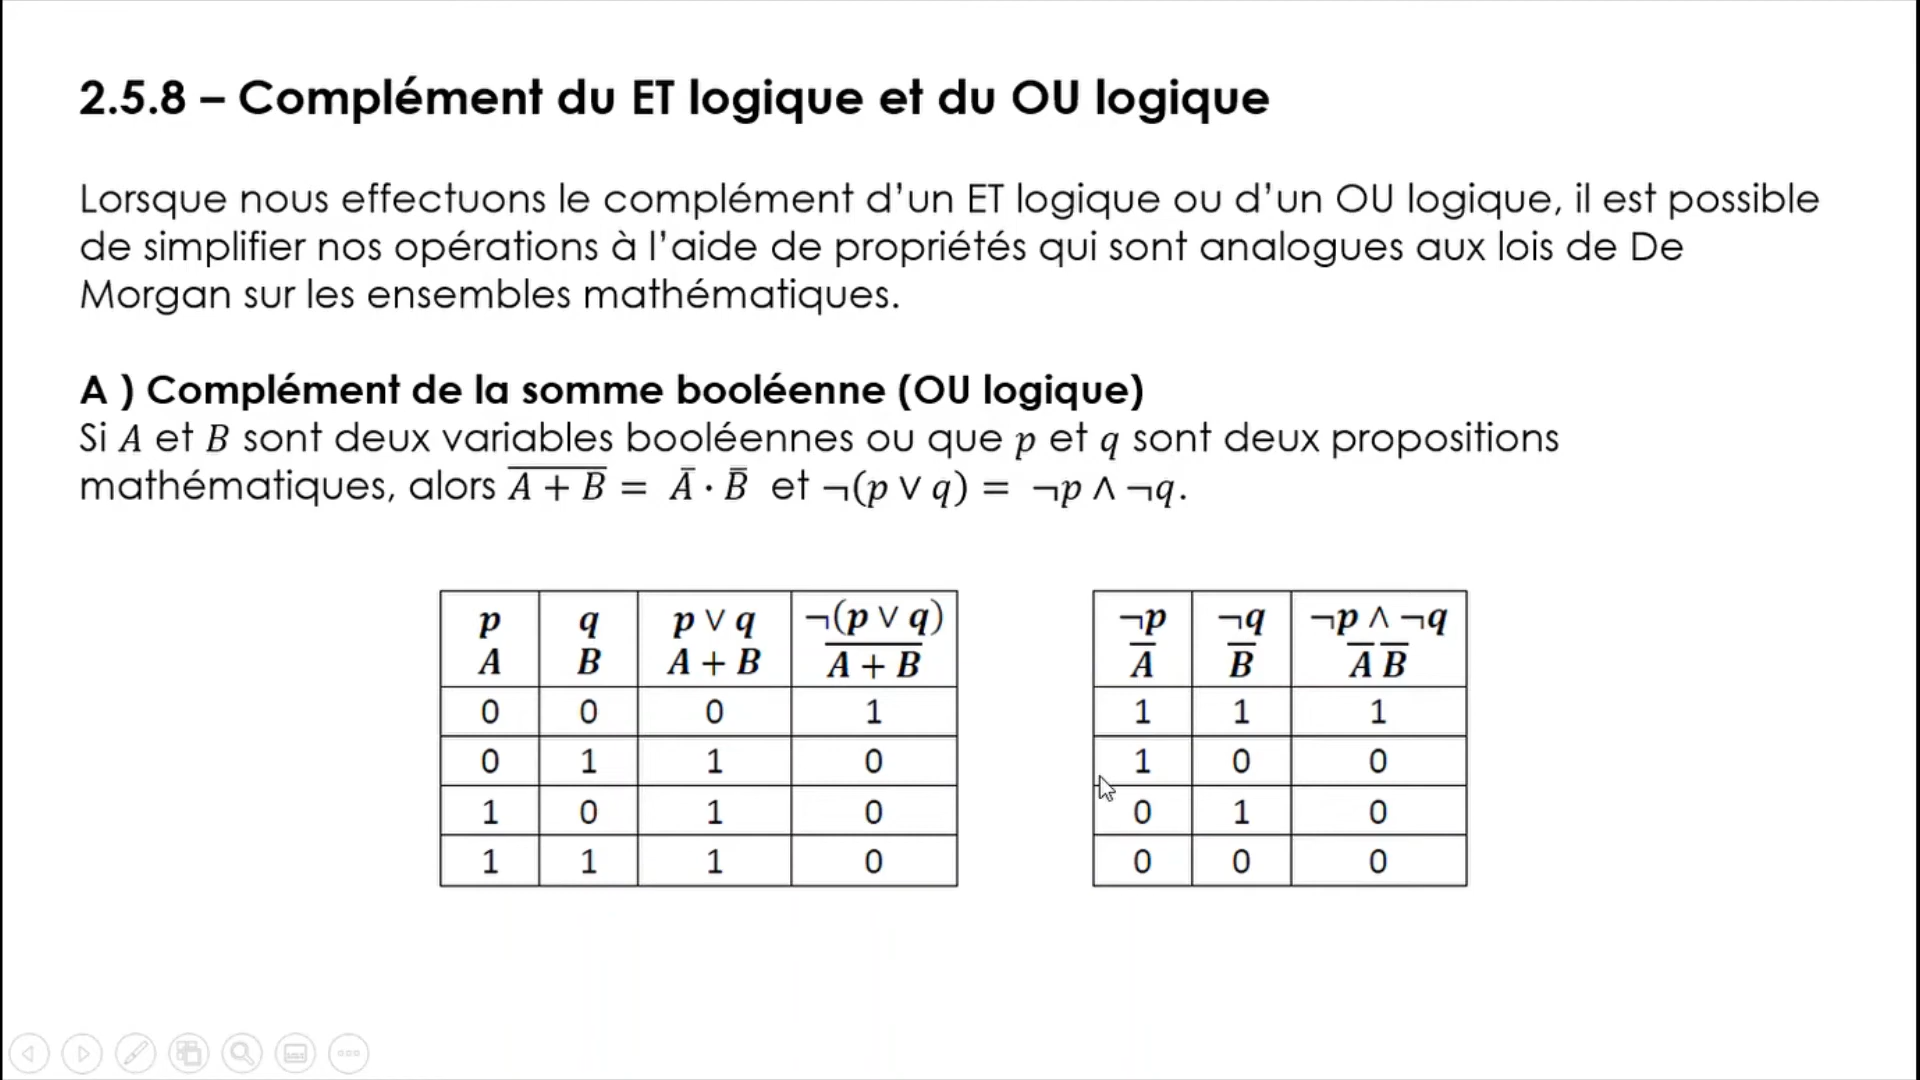 2.5.8 – Complément du ET logique et du OU logique
Lorsque nous effectuons le complément d’un ET logique ou d’un OU logique, il est possible
de simplifier nos opérations à l’aide de propriétés qui sont analogues aux lois de De
Morgan sur les ensembles mathématiques.
A ) Complément de la somme booléenne (OU logique)
Si A et B sont deux variables booléennes ou que p et q sont deux propositions
mathématiques, alors A̅ ̅+̅ ̅B̅ = A̅ · B̅ et ¬(p ∨ q) = ¬p ∧ ¬q.
p q p ∨ q ¬(p ∨ q)
A B A + B A̅ ̅+̅ ̅B̅
0 0 0 1
0 1 1 0
1 0 1 0
1 1 1 0
¬p ¬q ¬p ∧ ¬q
A̅ B̅ A̅ B̅
1 1 1
1 0 0
0 1 0
0 0 0